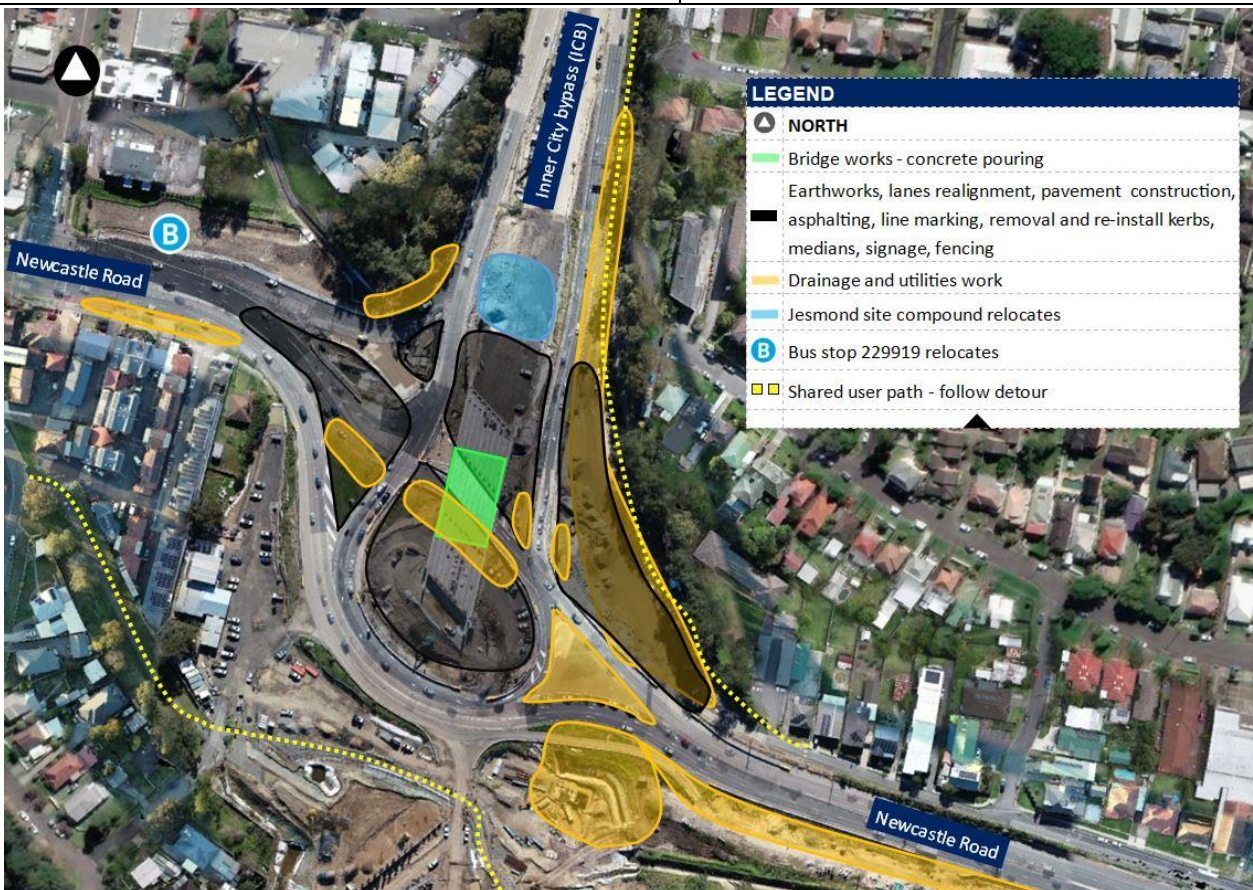 Inner City bypass (ICB)
LEGEND
NORTH
Bridge works - concrete pouring
Earthworks, lanes realignment, pavement construction,
asphalting, line marking, removal and re-install kerbs,
medians, signage, fencing
Drainage and utilities work
Jesmond site compound relocates
B
Bus stop 229919 relocates
Shared user path - follow detour
B
Newcastle Road
Newcastle Road